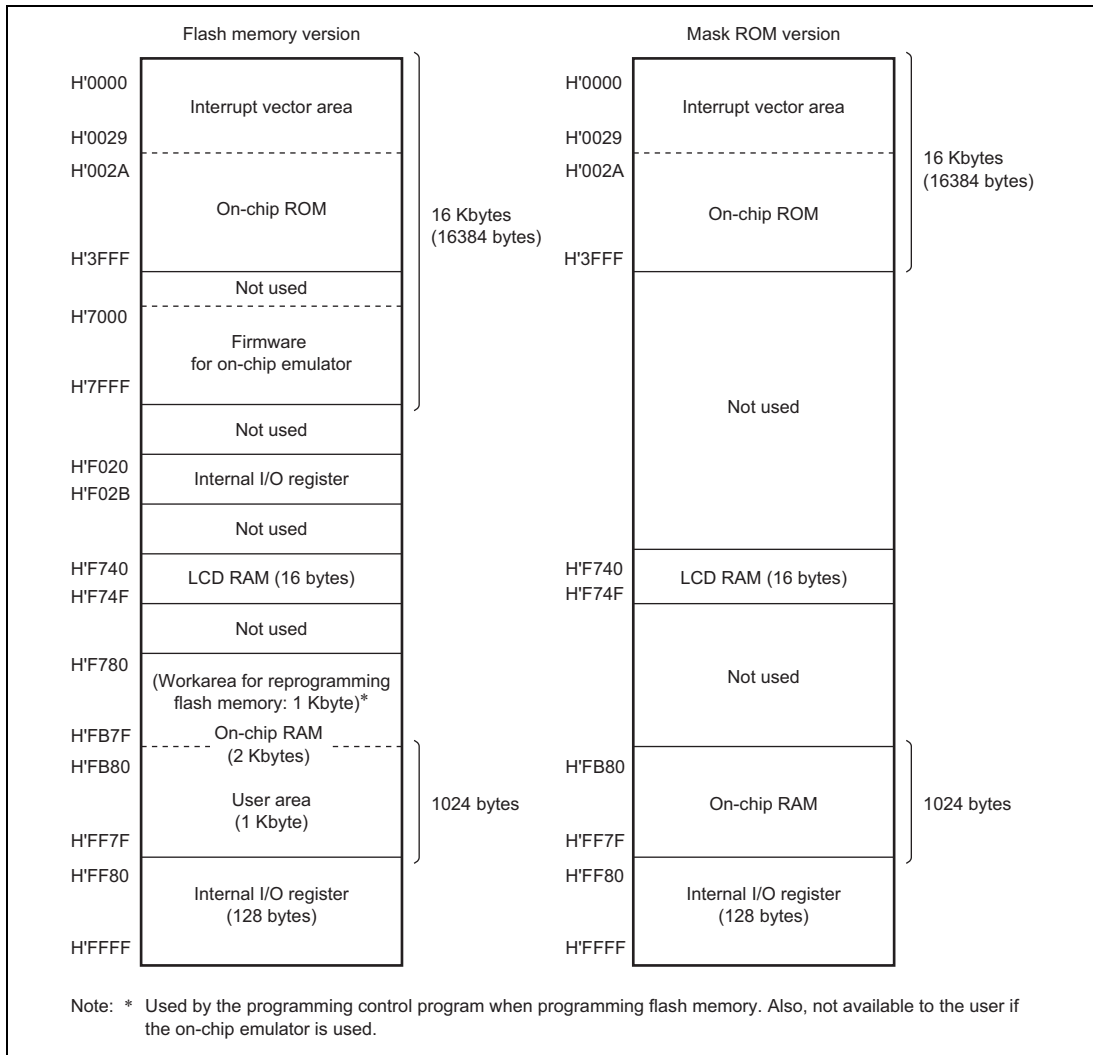 Flash memory version
H'0000
Interrupt vector area
H'0029
H'002A
On-chip ROM
16 Kbytes
(16384 bytes)
H'3FFF
Not used
H'7000
Firmware
for on-chip emulator
H'7FFF
Not used
H'F020
Internal I/O register
H'F02B
Not used
H'F740
LCD RAM (16 bytes)
H'F74F
Not used
H'F780
(Workarea for reprogramming
flash memory: 1 Kbyte)*
H'FB7F
On-chip RAM
(2 Kbytes)
H'FB80
User area
(1 Kbyte)
1024 bytes
H'FF7F
H'FF80
Internal I/O register
(128 bytes)
H'FFFF
Mask ROM version
H'0000
Interrupt vector area
H'0029
H'002A
16 Kbytes
(16384 bytes)
On-chip ROM
H'3FFF
Not used
H'F740
LCD RAM (16 bytes)
H'F74F
Not used
H'FB80
On-chip RAM
1024 bytes
H'FF7F
H'FF80
Internal I/O register
(128 bytes)
H'FFFF
Note: * Used by the programming control program when programming flash memory. Also, not available to the user if
the on-chip emulator is used.